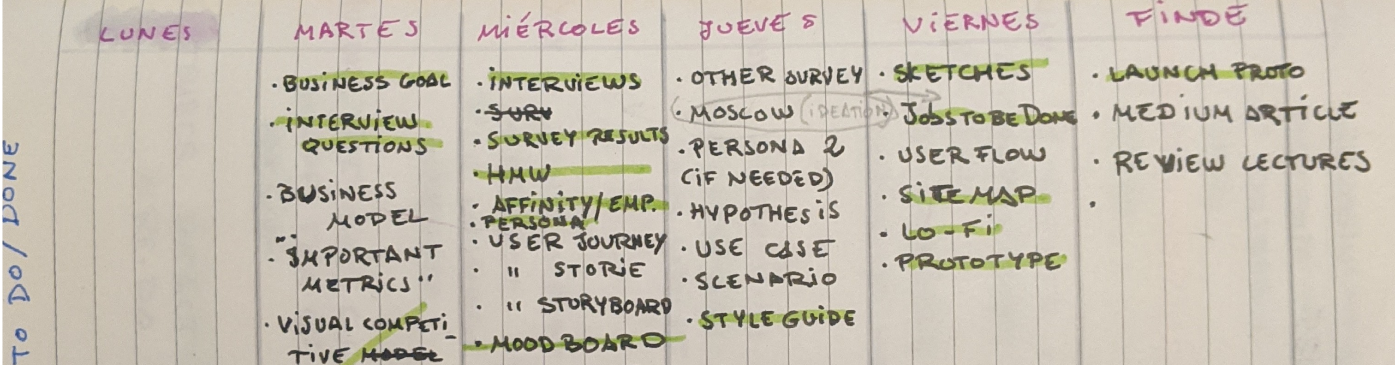 LUNES
MARTES
MIÉRCOLES
JUEVES
VIERNES
FINDE
TO DO / DONE
· BUSINESS GOAL
· INTERVIEW
QUESTIONS
· BUSINESS
MODEL
· "IMPORTANT
METRICS"
· VISUAL COMPETI-
TIVE MODEL
· INTERVIEWS
· SURV
· SURVEY RESULTS
· HMW
· AFFINITY/EMP.
· PERSONA
· USER JOURNEY
· " STORIE
· " STORYBOARD
· MOODBOARD
· OTHER SURVEY
· MOSCOW (IDEATION)
· PERSONA 2
(IF NEEDED)
· HYPOTHESIS
· USE CASE
· SCENARIO
· STYLE GUIDE
· SKETCHES
· JOBS TO BE DONE
· USER FLOW
· SITEMAP
· LO-FI
· PROTOTYPE
· LAUNCH PROTO
· MEDIUM ARTICLE
· REVIEW LECTURES
·